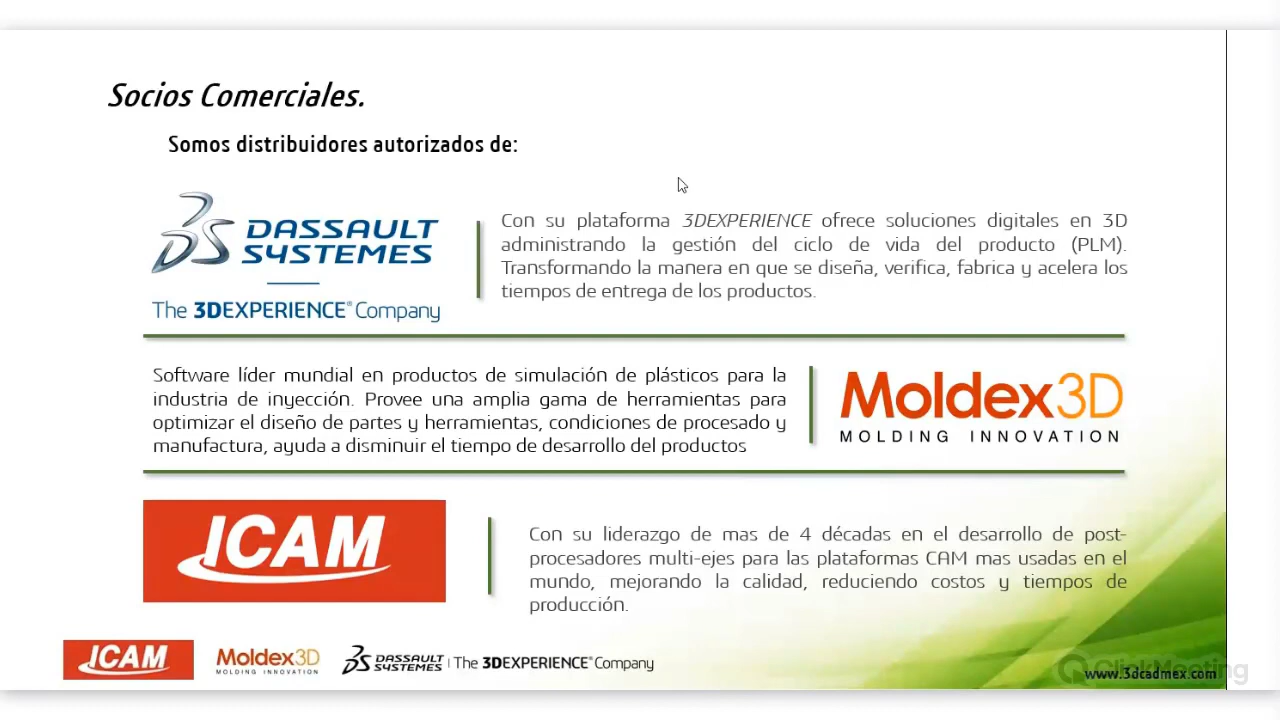 Socios Comerciales.
Somos distribuidores autorizados de:
DASSAULT
SYSTEMES
The 3DEXPERIENCE® Company
Con su plataforma 3DEXPERIENCE ofrece soluciones digitales en 3D
administrando la gestión del ciclo de vida del producto (PLM).
Transformando la manera en que se diseña, verifica, fabrica y acelera los
tiempos de entrega de los productos.
Software líder mundial en productos de simulación de plásticos para la
industria de inyección. Provee una amplia gama de herramientas para
optimizar el diseño de partes y herramientas, condiciones de procesado y
manufactura, ayuda a disminuir el tiempo de desarrollo del productos
Moldex3D
MOLDING INNOVATION
ICAM
Con su liderazgo de mas de 4 décadas en el desarrollo de post-
procesadores multi-ejes para las plataformas CAM mas usadas en el
mundo, mejorando la calidad, reduciendo costos y tiempos de
producción.
ICAM
Moldex3D
MOLDING INNOVATION
DASSAULT
SYSTEMES | The 3DEXPERIENCE® Company
ClickMeeting
www.3dcadmex.com